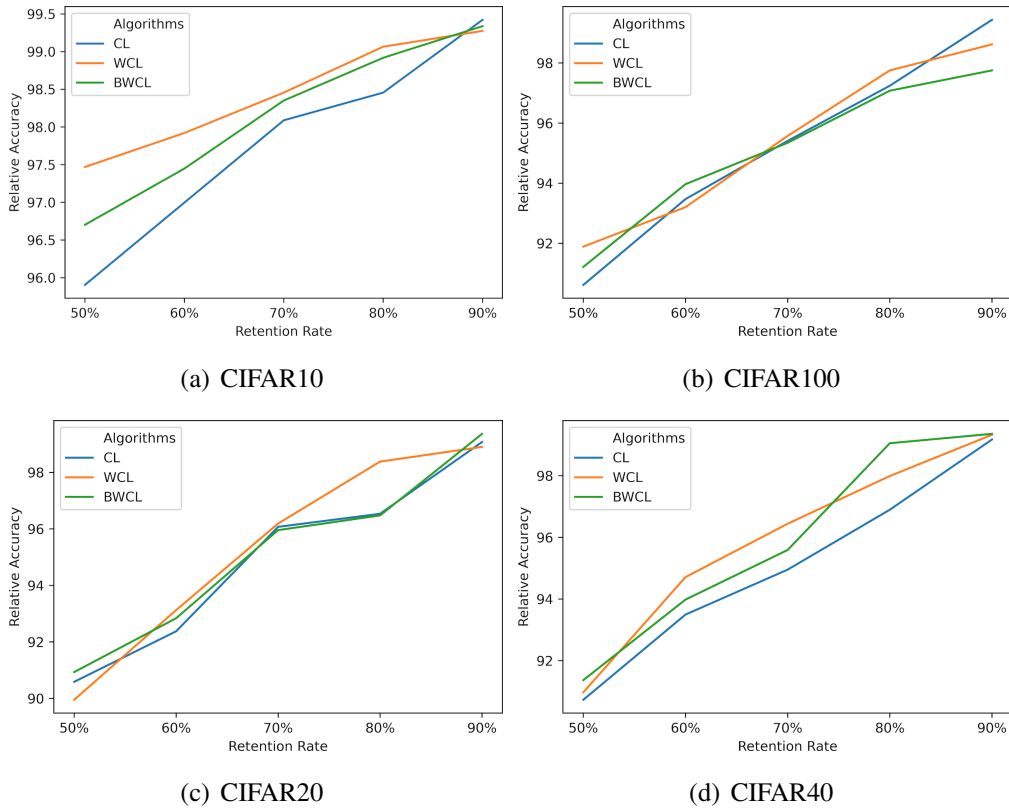 99.5
99.0
98.5
98.0
97.5
97.0
96.5
96.0
Relative Accuracy
Algorithms
CL
WCL
BWCL
50% 60% 70% 80% 90%
Retention Rate
(a) CIFAR10
98
96
94
92
Relative Accuracy
Algorithms
CL
WCL
BWCL
50% 60% 70% 80% 90%
Retention Rate
(b) CIFAR100
98
96
94
92
90
Relative Accuracy
Algorithms
CL
WCL
BWCL
50% 60% 70% 80% 90%
Retention Rate
(c) CIFAR20
98
96
94
92
Relative Accuracy
Algorithms
CL
WCL
BWCL
50% 60% 70% 80% 90%
Retention Rate
(d) CIFAR40